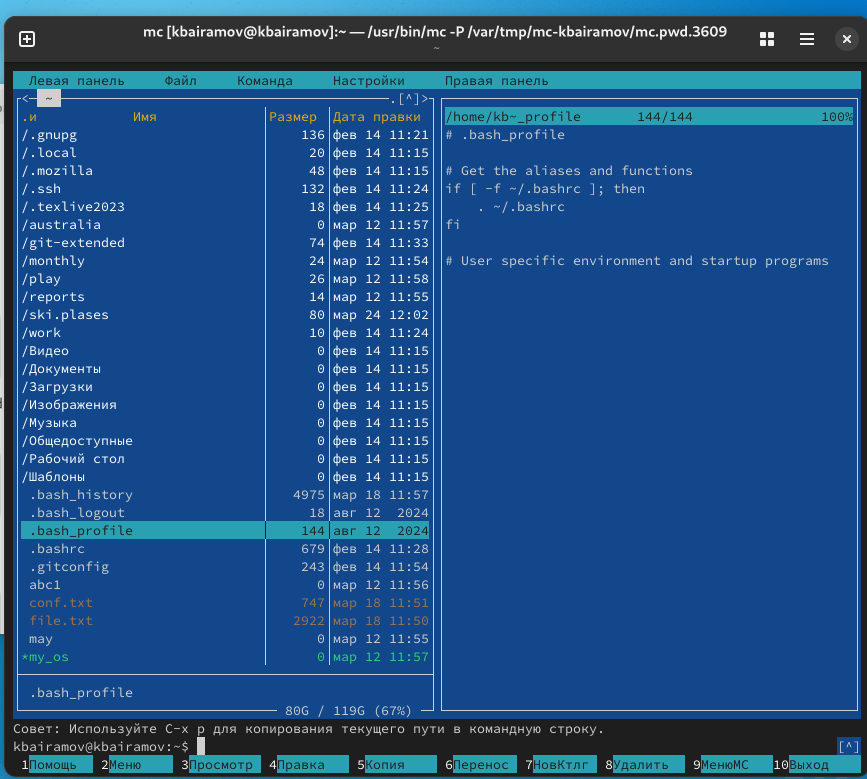 mc [kbairamov@kbairamov]:~ — /usr/bin/mc -P /var/tmp/mc-kbairamov/mc.pwd.3609
~
Левая панель Файл Команда Настройки Правая панель
<─ ~ .[^]>
.и Имя Размер Дата правки
/.gnupg 136 фев 14 11:21
/.local 20 фев 14 11:15
/.mozilla 48 фев 14 11:15
/.ssh 132 фев 14 11:24
/.texlive2023 18 фев 14 11:25
/australia 0 мар 12 11:57
/git-extended 74 фев 14 11:33
/monthly 24 мар 12 11:54
/play 26 мар 12 11:58
/reports 14 мар 12 11:55
/ski.plases 80 мар 24 12:02
/work 10 фев 14 11:24
/Видео 0 фев 14 11:15
/Документы 0 фев 14 11:15
/Загрузки 0 фев 14 11:15
/Изображения 0 фев 14 11:15
/Музыка 0 фев 14 11:15
/Общедоступные 0 фев 14 11:15
/Рабочий стол 0 фев 14 11:15
/Шаблоны 0 фев 14 11:15
.bash_history 4975 мар 18 11:57
.bash_logout 18 авг 12 2024
.bash_profile 144 авг 12 2024
.bashrc 679 фев 14 11:28
.gitconfig 243 фев 14 11:54
abc1 0 мар 12 11:56
conf.txt 747 мар 18 11:51
file.txt 2922 мар 18 11:50
may 0 мар 12 11:55
*my_os 0 мар 12 11:57
.bash_profile
80G / 119G (67%)
/home/kb~_profile 144/144 100%
# .bash_profile
# Get the aliases and functions
if [ -f ~/.bashrc ]; then
. ~/.bashrc
fi
# User specific environment and startup programs
Совет: Используйте C-x p для копирования текущего пути в командную строку.
kbairamov@kbairamov:~$ [^]
1Помощь 2Меню 3Просмотр 4Правка 5Копия 6Перенос 7НовКтлг 8Удалить 9МенюМС 10Выход